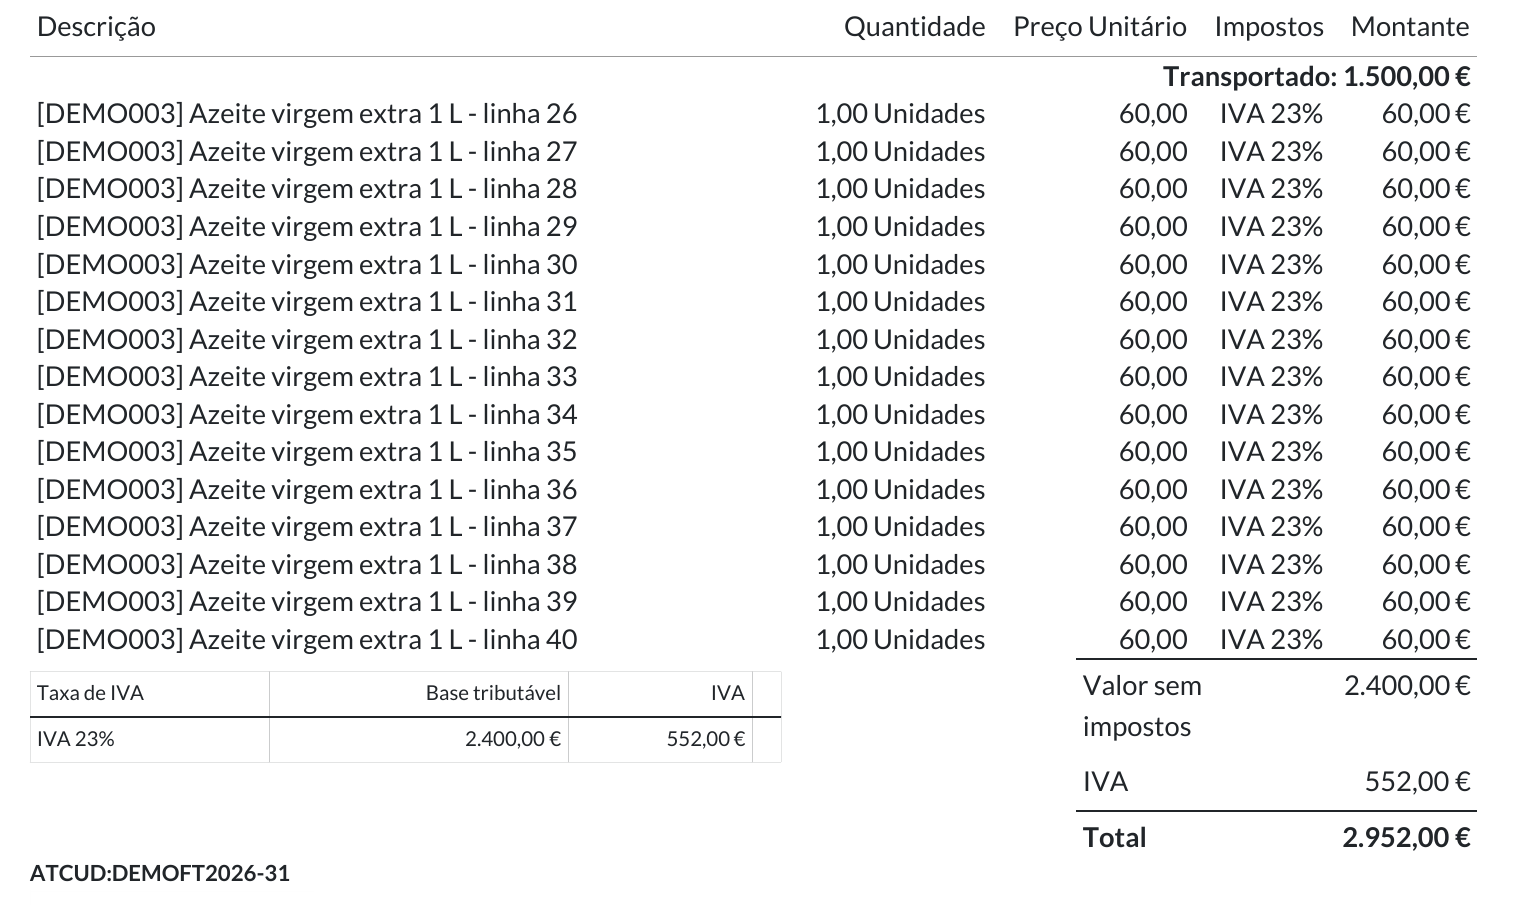 Descrição Quantidade Preço Unitário Impostos Montante
Transportado: 1.500,00 €
[DEMO003] Azeite virgem extra 1 L - linha 26 1,00 Unidades 60,00 IVA 23% 60,00 €
[DEMO003] Azeite virgem extra 1 L - linha 27 1,00 Unidades 60,00 IVA 23% 60,00 €
[DEMO003] Azeite virgem extra 1 L - linha 28 1,00 Unidades 60,00 IVA 23% 60,00 €
[DEMO003] Azeite virgem extra 1 L - linha 29 1,00 Unidades 60,00 IVA 23% 60,00 €
[DEMO003] Azeite virgem extra 1 L - linha 30 1,00 Unidades 60,00 IVA 23% 60,00 €
[DEMO003] Azeite virgem extra 1 L - linha 31 1,00 Unidades 60,00 IVA 23% 60,00 €
[DEMO003] Azeite virgem extra 1 L - linha 32 1,00 Unidades 60,00 IVA 23% 60,00 €
[DEMO003] Azeite virgem extra 1 L - linha 33 1,00 Unidades 60,00 IVA 23% 60,00 €
[DEMO003] Azeite virgem extra 1 L - linha 34 1,00 Unidades 60,00 IVA 23% 60,00 €
[DEMO003] Azeite virgem extra 1 L - linha 35 1,00 Unidades 60,00 IVA 23% 60,00 €
[DEMO003] Azeite virgem extra 1 L - linha 36 1,00 Unidades 60,00 IVA 23% 60,00 €
[DEMO003] Azeite virgem extra 1 L - linha 37 1,00 Unidades 60,00 IVA 23% 60,00 €
[DEMO003] Azeite virgem extra 1 L - linha 38 1,00 Unidades 60,00 IVA 23% 60,00 €
[DEMO003] Azeite virgem extra 1 L - linha 39 1,00 Unidades 60,00 IVA 23% 60,00 €
[DEMO003] Azeite virgem extra 1 L - linha 40 1,00 Unidades 60,00 IVA 23% 60,00 €
Taxa de IVA Base tributável IVA
IVA 23% 2.400,00 € 552,00 €
Valor sem 2.400,00 €
impostos
IVA 552,00 €
Total 2.952,00 €
ATCUD:DEMOFT2026-31